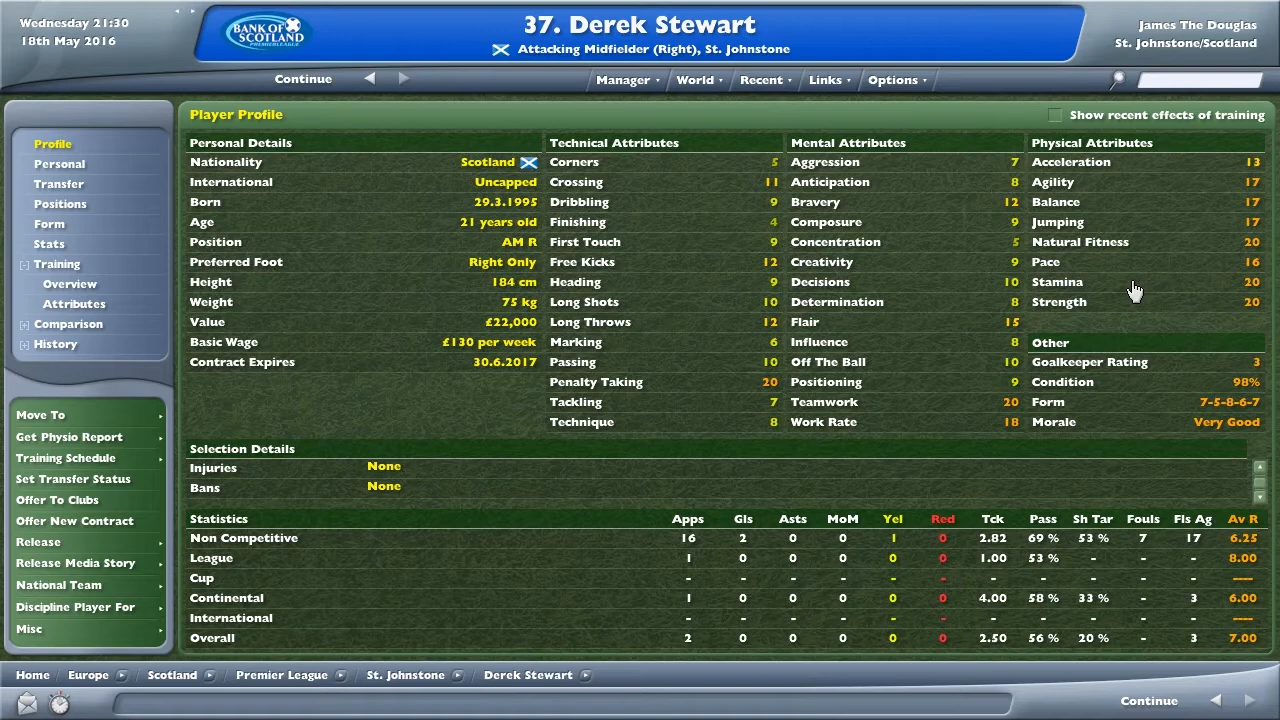 Wednesday 21:30
18th May 2016
BANK OF
SCOTLAND
PREMIERLEAGUE
37. Derek Stewart
Attacking Midfielder (Right), St. Johnstone
James The Douglas
St. Johnstone/Scotland
Continue
Manager
World
Recent
Links
Options
Profile
Personal
Transfer
Positions
Form
Stats
Training
Overview
Attributes
Comparison
History
Move To
Get Physio Report
Training Schedule
Set Transfer Status
Offer To Clubs
Offer New Contract
Release
Release Media Story
National Team
Discipline Player For
Misc
Player Profile
Show recent effects of training
Personal Details
Nationality Scotland
International Uncapped
Born 29.3.1995
Age 21 years old
Position AM R
Preferred Foot Right Only
Height 184 cm
Weight 75 kg
Value £22,000
Basic Wage £130 per week
Contract Expires 30.6.2017
Technical Attributes
Corners 5
Crossing 11
Dribbling 9
Finishing 4
First Touch 9
Free Kicks 12
Heading 9
Long Shots 10
Long Throws 12
Marking 6
Passing 10
Penalty Taking 20
Tackling 7
Technique 8
Mental Attributes
Aggression 7
Anticipation 8
Bravery 12
Composure 9
Concentration 5
Creativity 9
Decisions 10
Determination 8
Flair 15
Influence 8
Off The Ball 10
Positioning 9
Teamwork 20
Work Rate 18
Physical Attributes
Acceleration 13
Agility 17
Balance 17
Jumping 17
Natural Fitness 20
Pace 16
Stamina 20
Strength 20
Other
Goalkeeper Rating 3
Condition 98%
Form 7-5-8-6-7
Morale Very Good
Selection Details
Injuries None
Bans None
Statistics Apps Gls Asts MoM Yel Red Tck Pass Sh Tar Fouls Fls Ag Av R
Non Competitive 16 2 0 0 1 0 2.82 69 % 53 % 7 17 6.25
League 1 0 0 0 0 0 1.00 53 % - - - 8.00
Cup - - - - - - - - - - - ----
Continental 1 0 0 0 0 0 4.00 58 % 33 % - 3 6.00
International - - - - - - - - - - - ----
Overall 2 0 0 0 0 0 2.50 56 % 20 % - 3 7.00
Home Europe Scotland Premier League St. Johnstone Derek Stewart
Continue